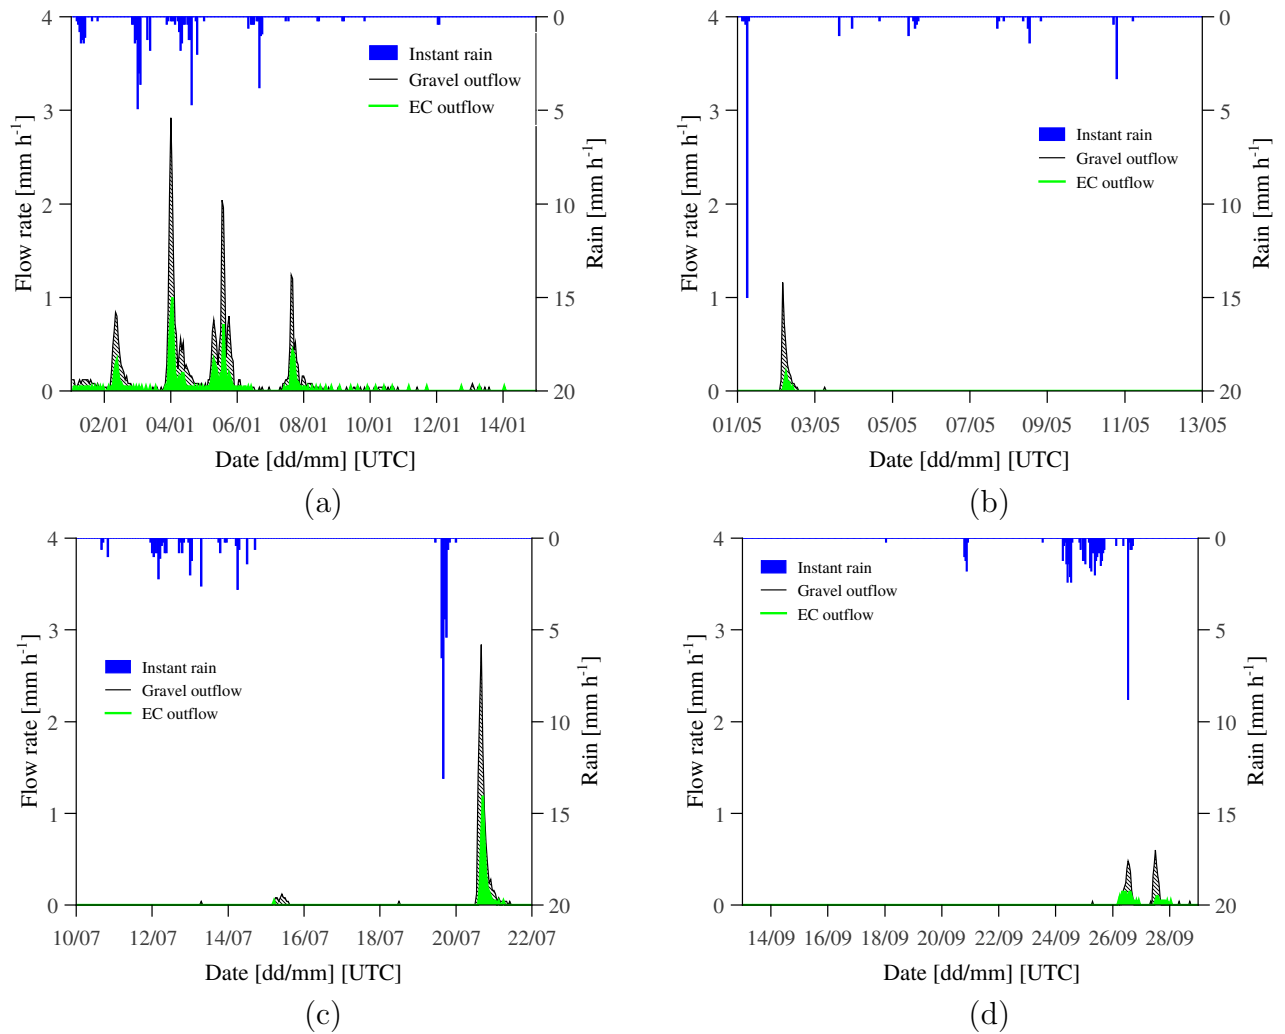 4
3
2
1
0
Flow rate [mm h-1]
0
5
10
15
20
Rain [mm h-1]
Instant rain
Gravel outflow
EC outflow
02/01 04/01 06/01 08/01 10/01 12/01 14/01
Date [dd/mm] [UTC]
(a)
4
3
2
1
0
Flow rate [mm h-1]
0
5
10
15
20
Rain [mm h-1]
Instant rain
Gravel outflow
EC outflow
01/05 03/05 05/05 07/05 09/05 11/05 13/05
Date [dd/mm] [UTC]
(b)
4
3
2
1
0
Flow rate [mm h-1]
0
5
10
15
20
Rain [mm h-1]
Instant rain
Gravel outflow
EC outflow
10/07 12/07 14/07 16/07 18/07 20/07 22/07
Date [dd/mm] [UTC]
(c)
4
3
2
1
0
Flow rate [mm h-1]
0
5
10
15
20
Rain [mm h-1]
Instant rain
Gravel outflow
EC outflow
14/09 16/09 18/09 20/09 22/09 24/09 26/09 28/09
Date [dd/mm] [UTC]
(d)